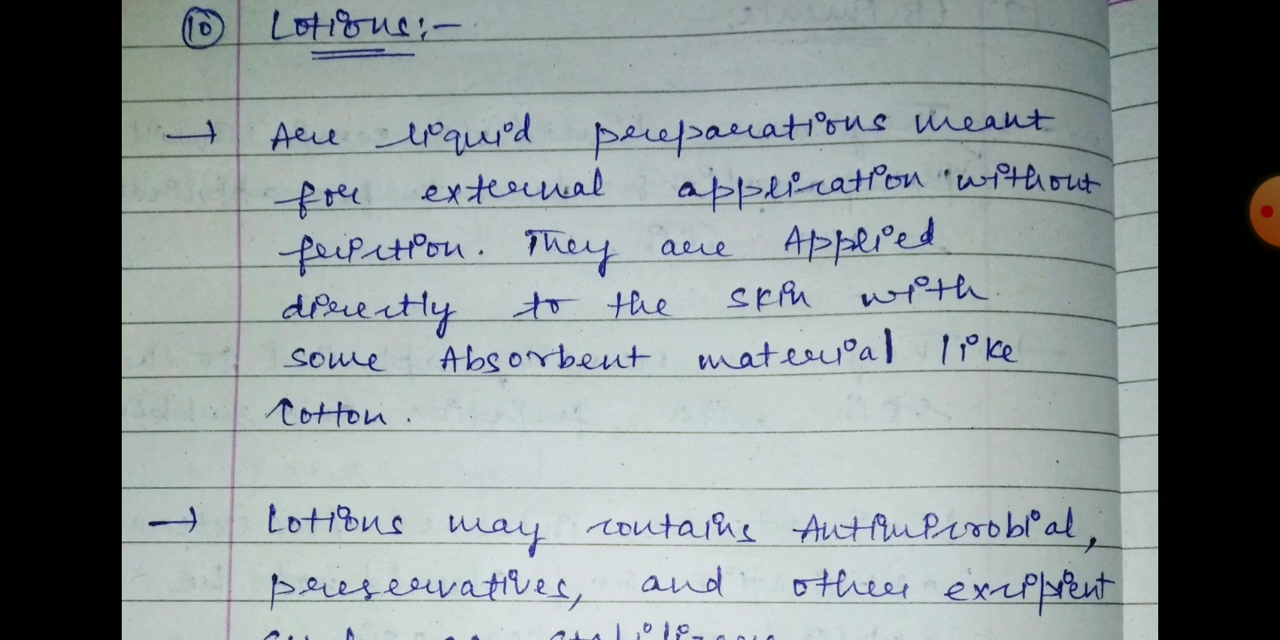 10 Lotions:-
→ Are liquid preparations meant
for external application without
friction. They are Applied
directly to the skin with
some Absorbent material like
Cotton.
→ Lotions may contains Antimicrobial,
preservatives, and other excipient